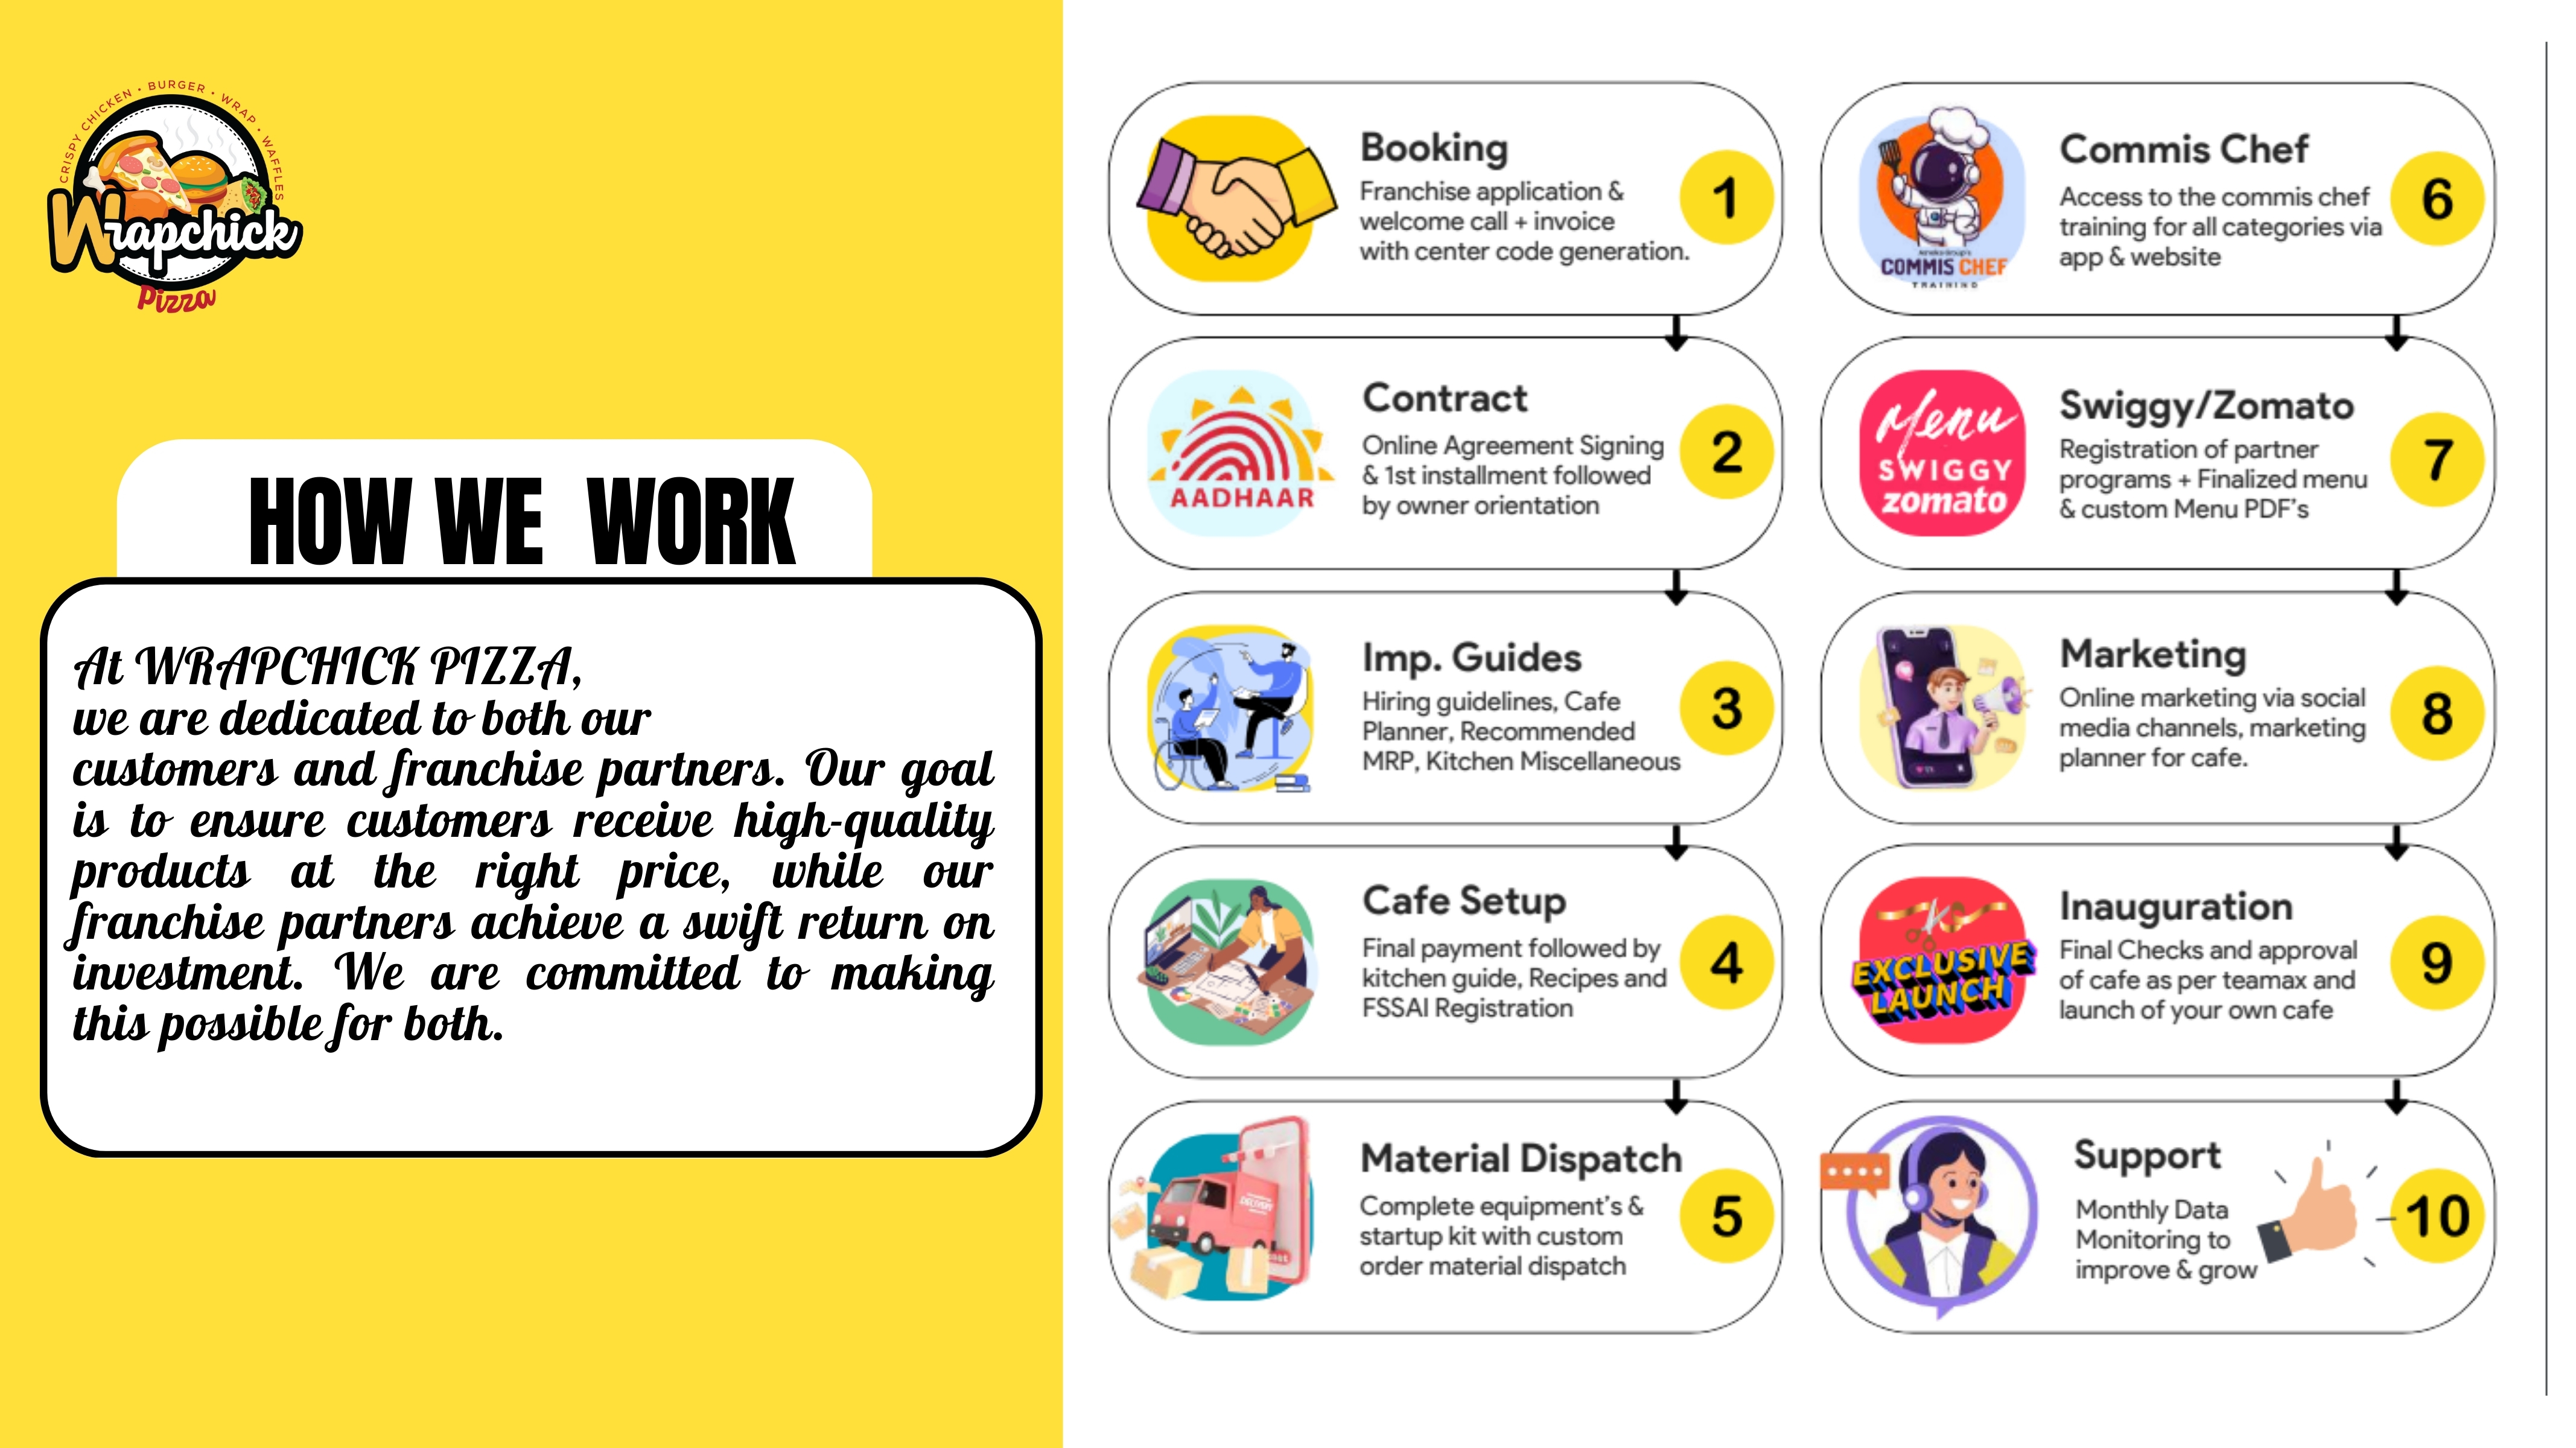 CRISPY CHICKEN • BURGER • WRAP • WAFFLES
Wrapchick
Pizza
HOW WE WORK
At WRAPCHICK PIZZA,
we are dedicated to both our
customers and franchise partners. Our goal
is to ensure customers receive high-quality
products at the right price, while our
franchise partners achieve a swift return on
investment. We are committed to making
this possible for both.
Booking
Franchise application &
welcome call + invoice
with center code generation.
1
AADHAAR
Contract
Online Agreement Signing
& 1st installment followed
by owner orientation
2
Imp. Guides
Hiring guidelines, Cafe
Planner, Recommended
MRP, Kitchen Miscellaneous
3
Cafe Setup
Final payment followed by
kitchen guide, Recipes and
FSSAI Registration
4
DELIVERY
Material Dispatch
Complete equipment's &
startup kit with custom
order material dispatch
5
COMMIS CHEF
TRAINING
Commis Chef
Access to the commis chef
training for all categories via
app & website
6
Menu
SWIGGY
zomato
Swiggy/Zomato
Registration of partner
programs + Finalized menu
& custom Menu PDF's
7
Marketing
Online marketing via social
media channels, marketing
planner for cafe.
8
EXCLUSIVE
LAUNCH
Inauguration
Final Checks and approval
of cafe as per teamax and
launch of your own cafe
9
Support
Monthly Data
Monitoring to
improve & grow
10